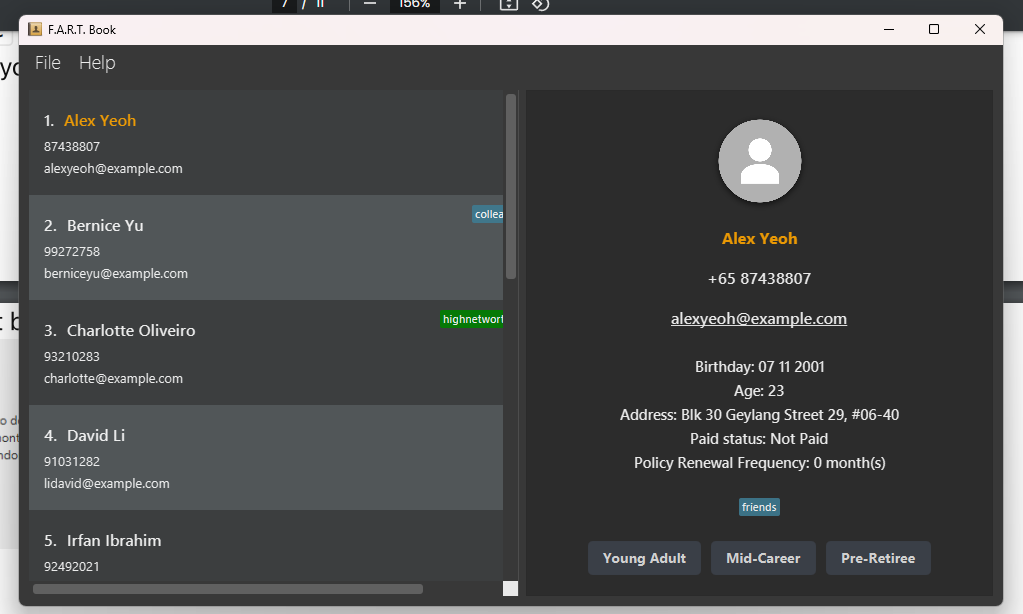 7 / 11 156%
F.A.R.T. Book
File Help
1. Alex Yeoh
87438807
alexyeoh@example.com
collea
2. Bernice Yu
99272758
berniceyu@example.com
highnetwort
3. Charlotte Oliveiro
93210283
charlotte@example.com
4. David Li
91031282
lidavid@example.com
5. Irfan Ibrahim
92492021
Alex Yeoh
+65 87438807
alexyeoh@example.com
Birthday: 07 11 2001
Age: 23
Address: Blk 30 Geylang Street 29, #06-40
Paid status: Not Paid
Policy Renewal Frequency: 0 month(s)
friends
Young Adult Mid-Career Pre-Retiree